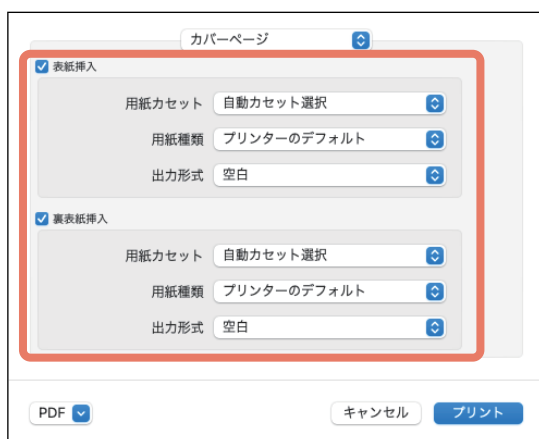 カバーページ
表紙挿入
用紙カセット 自動カセット選択
用紙種類 プリンターのデフォルト
出力形式 空白
裏表紙挿入
用紙カセット 自動カセット選択
用紙種類 プリンターのデフォルト
出力形式 空白
PDF キャンセル プリント